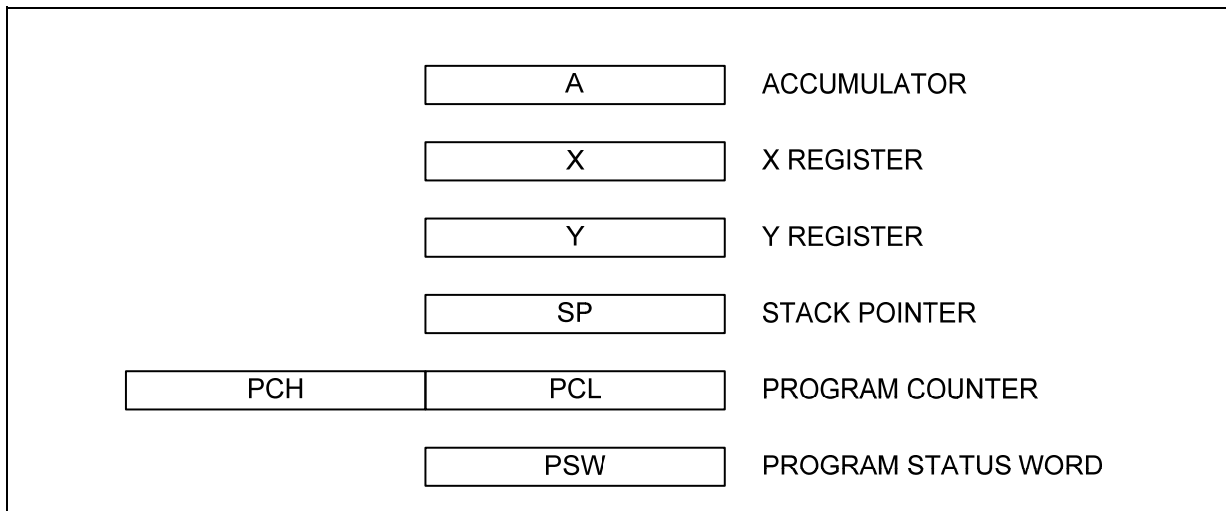 A ACCUMULATOR
X X REGISTER
Y Y REGISTER
SP STACK POINTER
PCH PCL PROGRAM COUNTER
PSW PROGRAM STATUS WORD